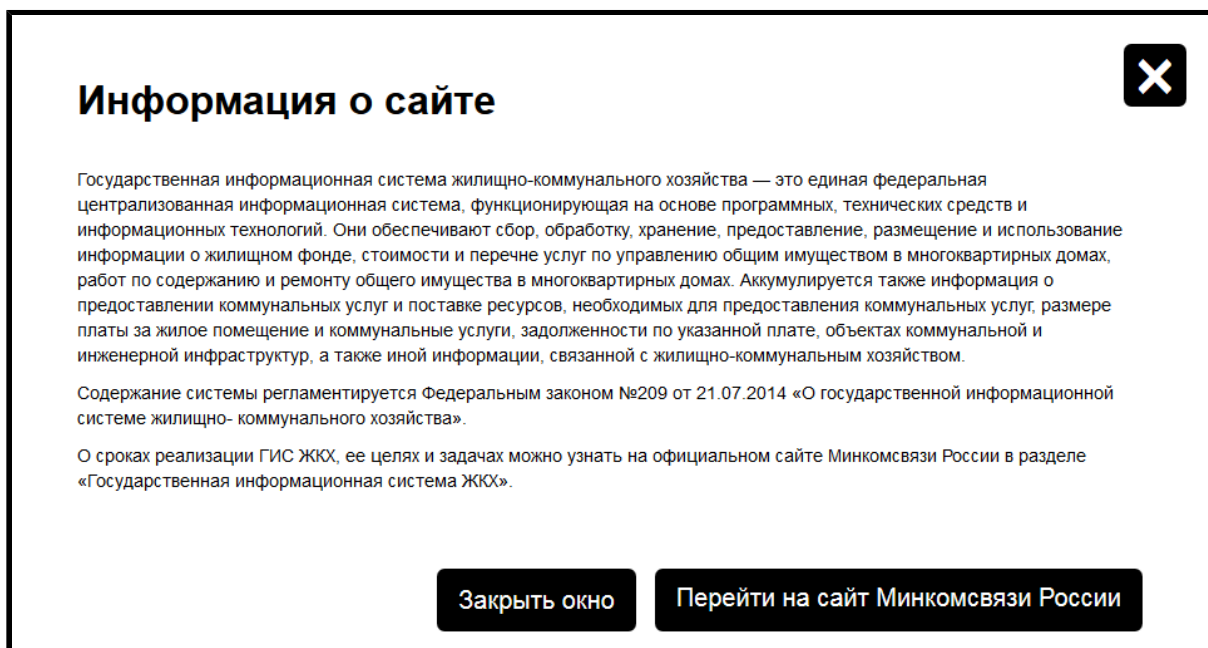 Информация о сайте
Государственная информационная система жилищно-коммунального хозяйства — это единая федеральная
централизованная информационная система, функционирующая на основе программных, технических средств и
информационных технологий. Они обеспечивают сбор, обработку, хранение, предоставление, размещение и использование
информации о жилищном фонде, стоимости и перечне услуг по управлению общим имуществом в многоквартирных домах,
работ по содержанию и ремонту общего имущества в многоквартирных домах. Аккумулируется также информация о
предоставлении коммунальных услуг и поставке ресурсов, необходимых для предоставления коммунальных услуг, размере
платы за жилое помещение и коммунальные услуги, задолженности по указанной плате, объектах коммунальной и
инженерной инфраструктур, а также иной информации, связанной с жилищно-коммунальным хозяйством.
Содержание системы регламентируется Федеральным законом №209 от 21.07.2014 «О государственной информационной
системе жилищно- коммунального хозяйства».
О сроках реализации ГИС ЖКХ, ее целях и задачах можно узнать на официальном сайте Минкомсвязи России в разделе
«Государственная информационная система ЖКХ».
Закрыть окно
Перейти на сайт Минкомсвязи России